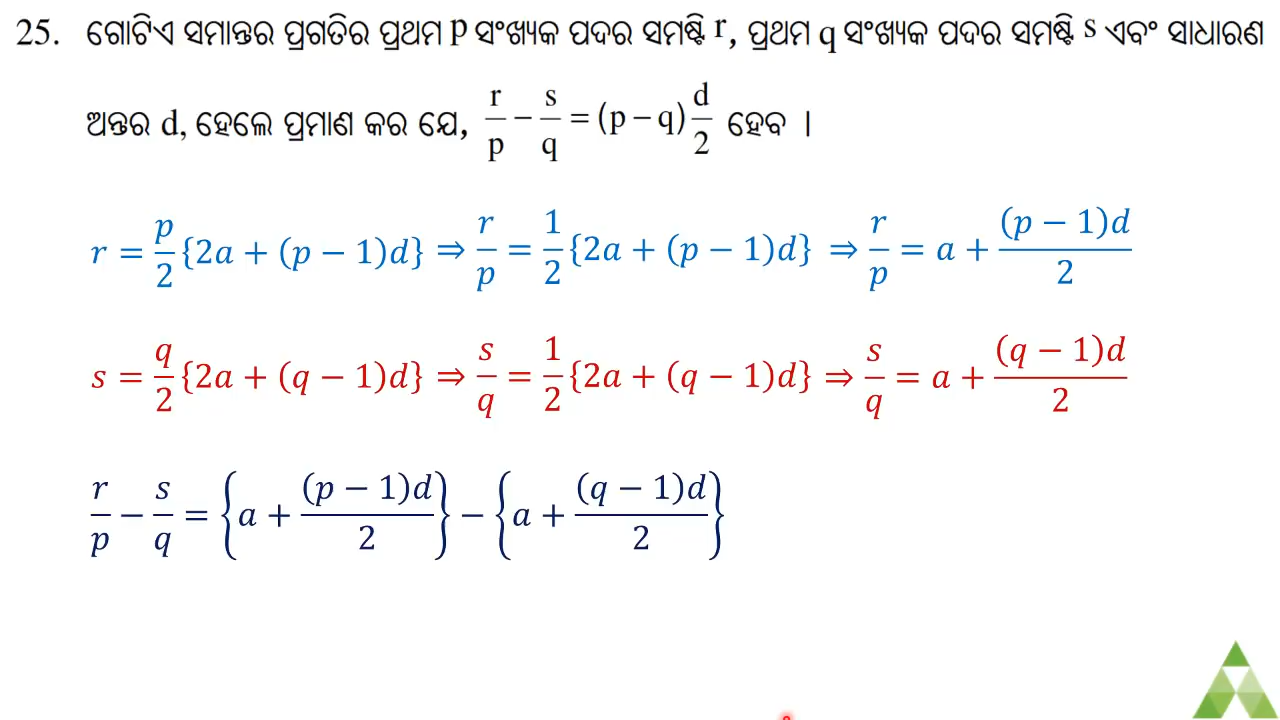 25. ଗୋଟିଏ ସମାନ୍ତର ପ୍ରଗତିର ପ୍ରଥମ p ସଂଖ୍ୟକ ପଦର ସମଷ୍ଟି r, ପ୍ରଥମ q ସଂଖ୍ୟକ ପଦର ସମଷ୍ଟି s ଏବଂ ସାଧାରଣ
ଅନ୍ତର d, ହେଲେ ପ୍ରମାଣ କର ଯେ, r/p − s/q = (p − q) d/2 ହେବ ।
r = p/2 {2a + (p − 1)d} ⇒ r/p = 1/2 {2a + (p − 1)d} ⇒ r/p = a + (p − 1)d/2
s = q/2 {2a + (q − 1)d} ⇒ s/q = 1/2 {2a + (q − 1)d} ⇒ s/q = a + (q − 1)d/2
r/p − s/q = {a + (p − 1)d/2} − {a + (q − 1)d/2}